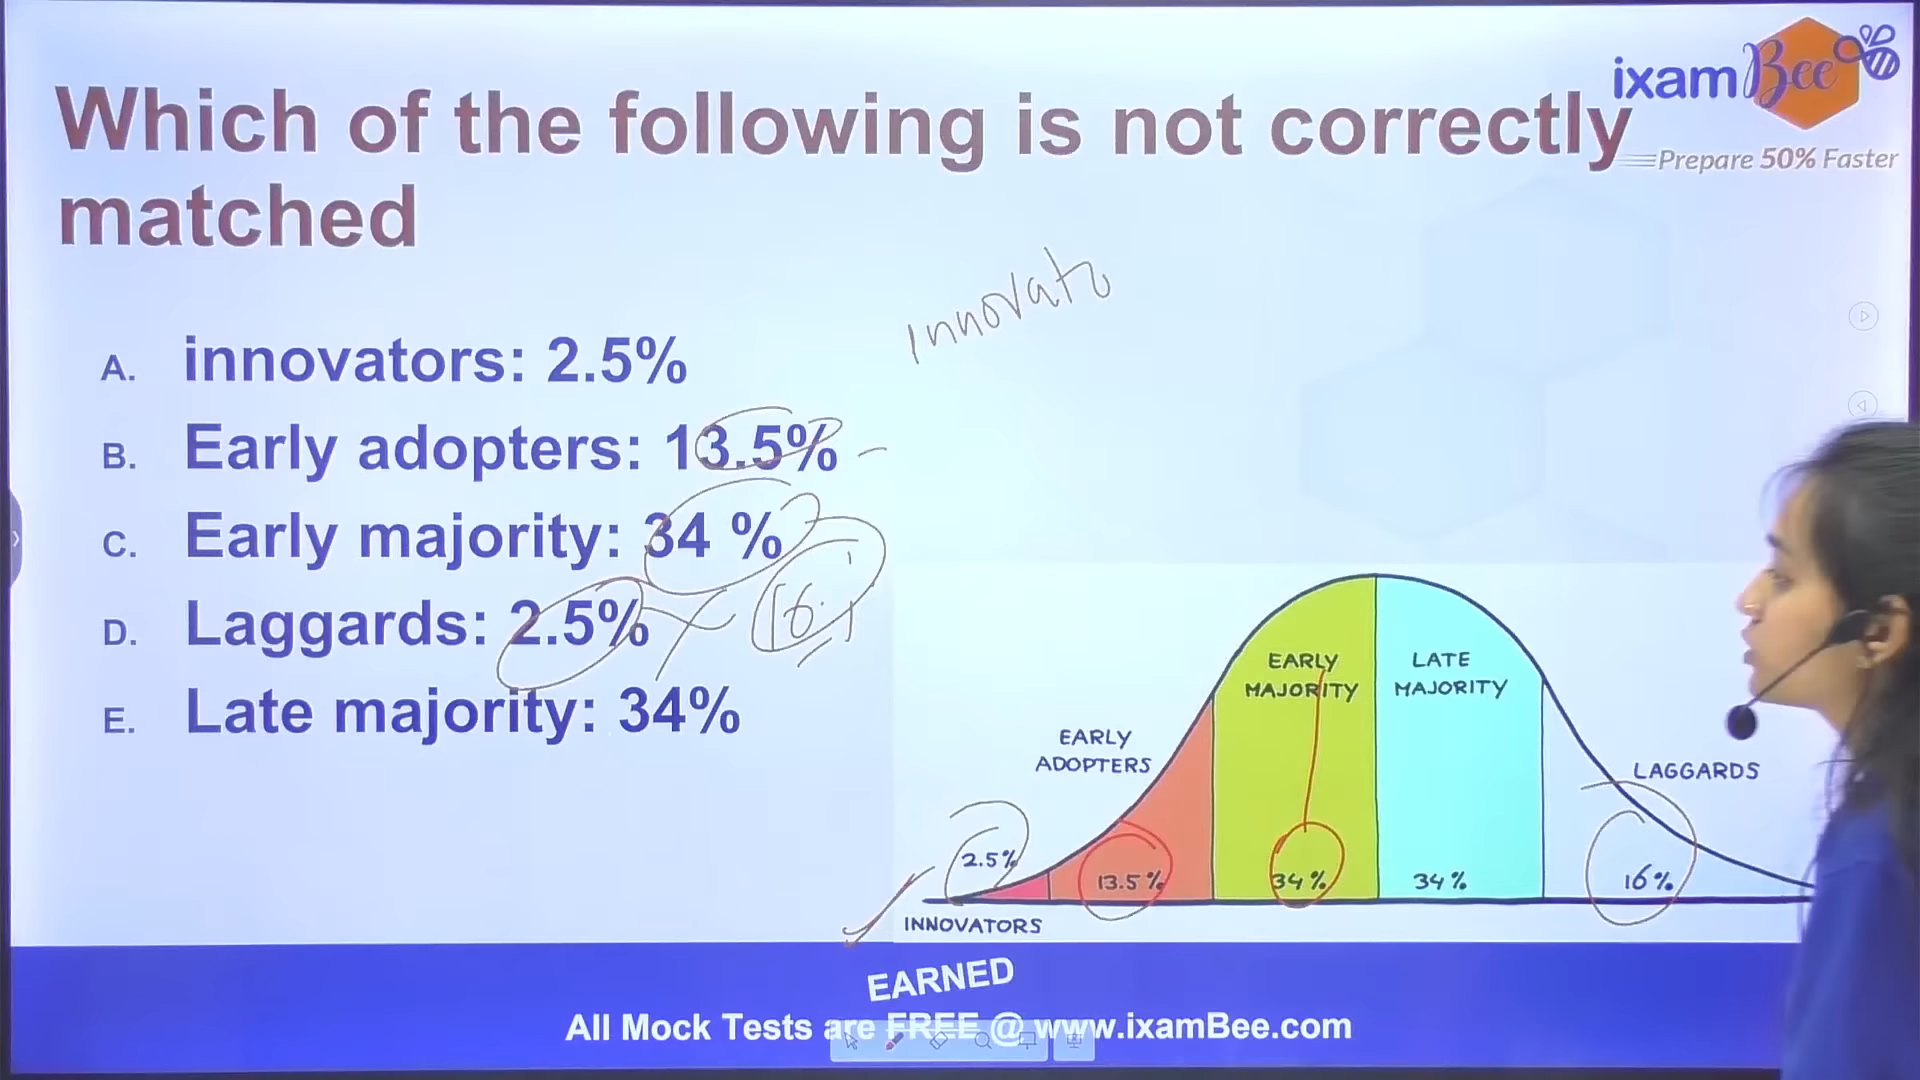 ixamBee
Prepare 50% Faster
Which of the following is not correctly
matched
A. innovators: 2.5%
B. Early adopters: 13.5%
C. Early majority: 34 %
D. Laggards: 2.5%
E. Late majority: 34%
Innovato
16%
EARLY
MAJORITY
LATE
MAJORITY
EARLY
ADOPTERS
LAGGARDS
2.5%
13.5%
34%
34%
16%
INNOVATORS
EARNED
All Mock Tests are FREE @ www.ixamBee.com